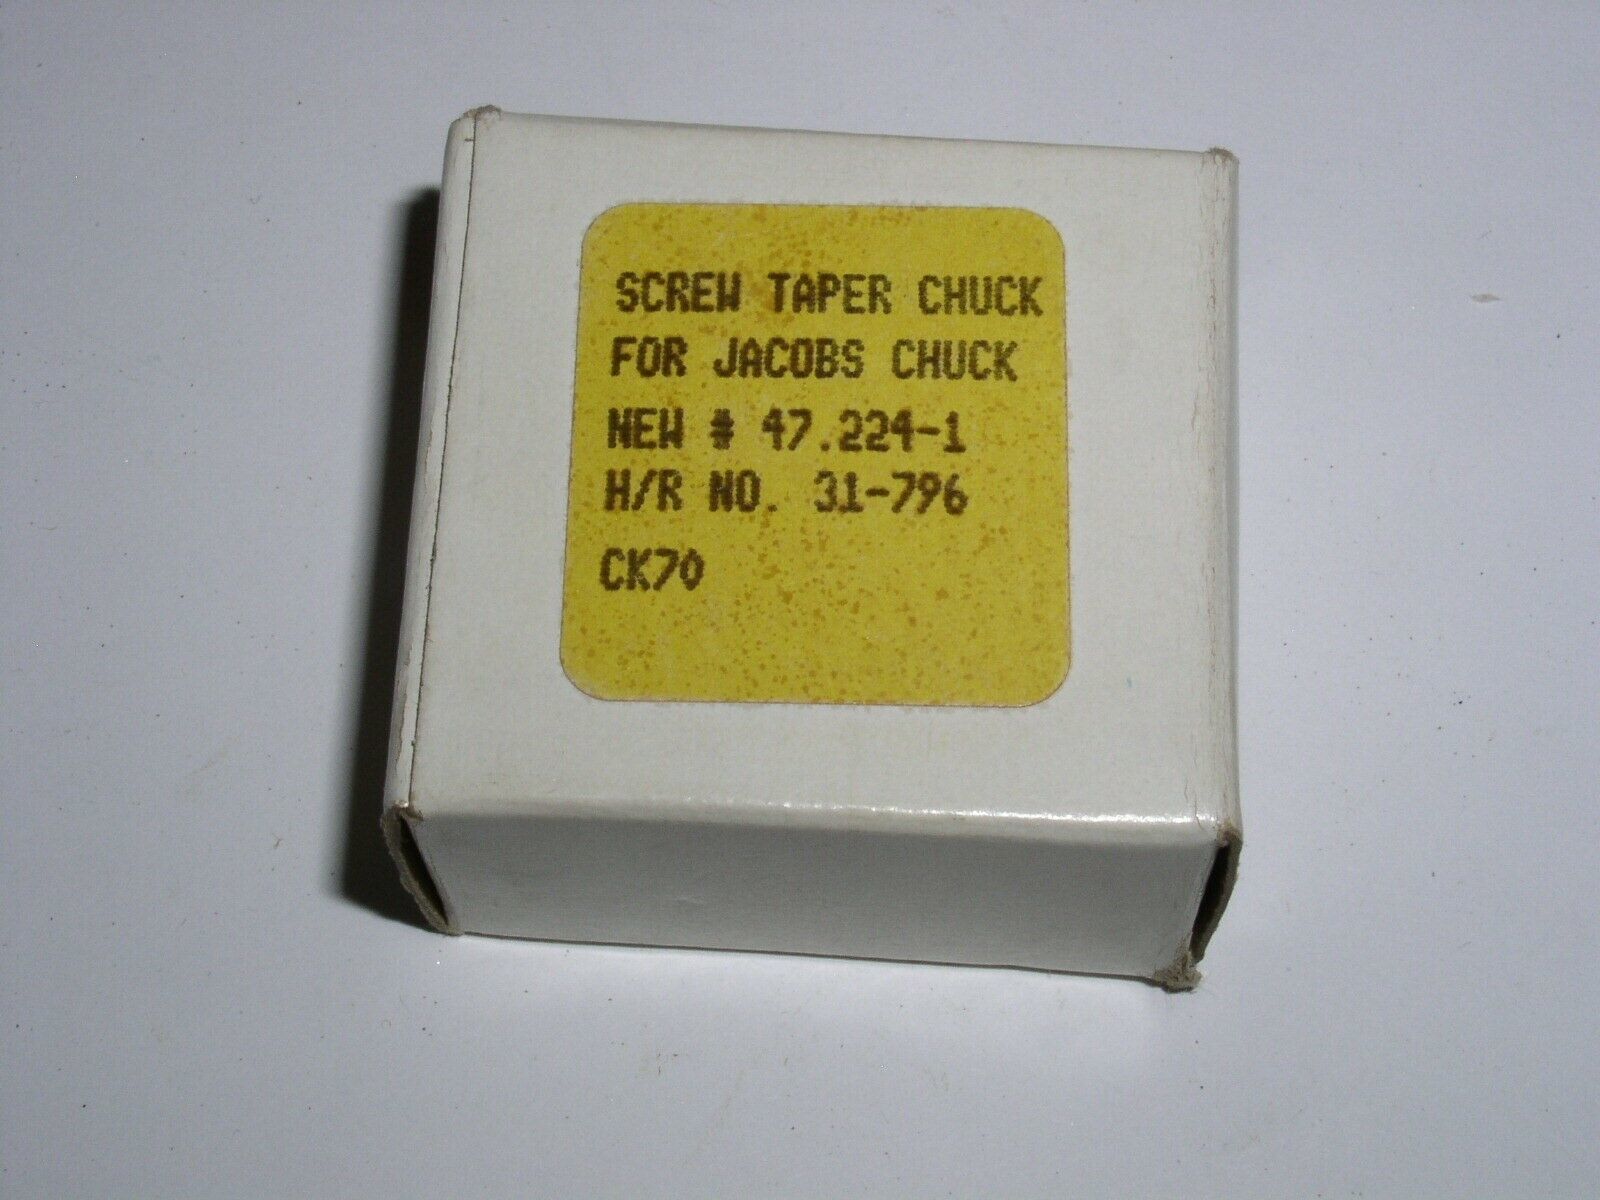 SCREW TAPER CHUCK
FOR JACOBS CHUCK
NEW # 47.224-1
H/R NO. 31-796
CK70